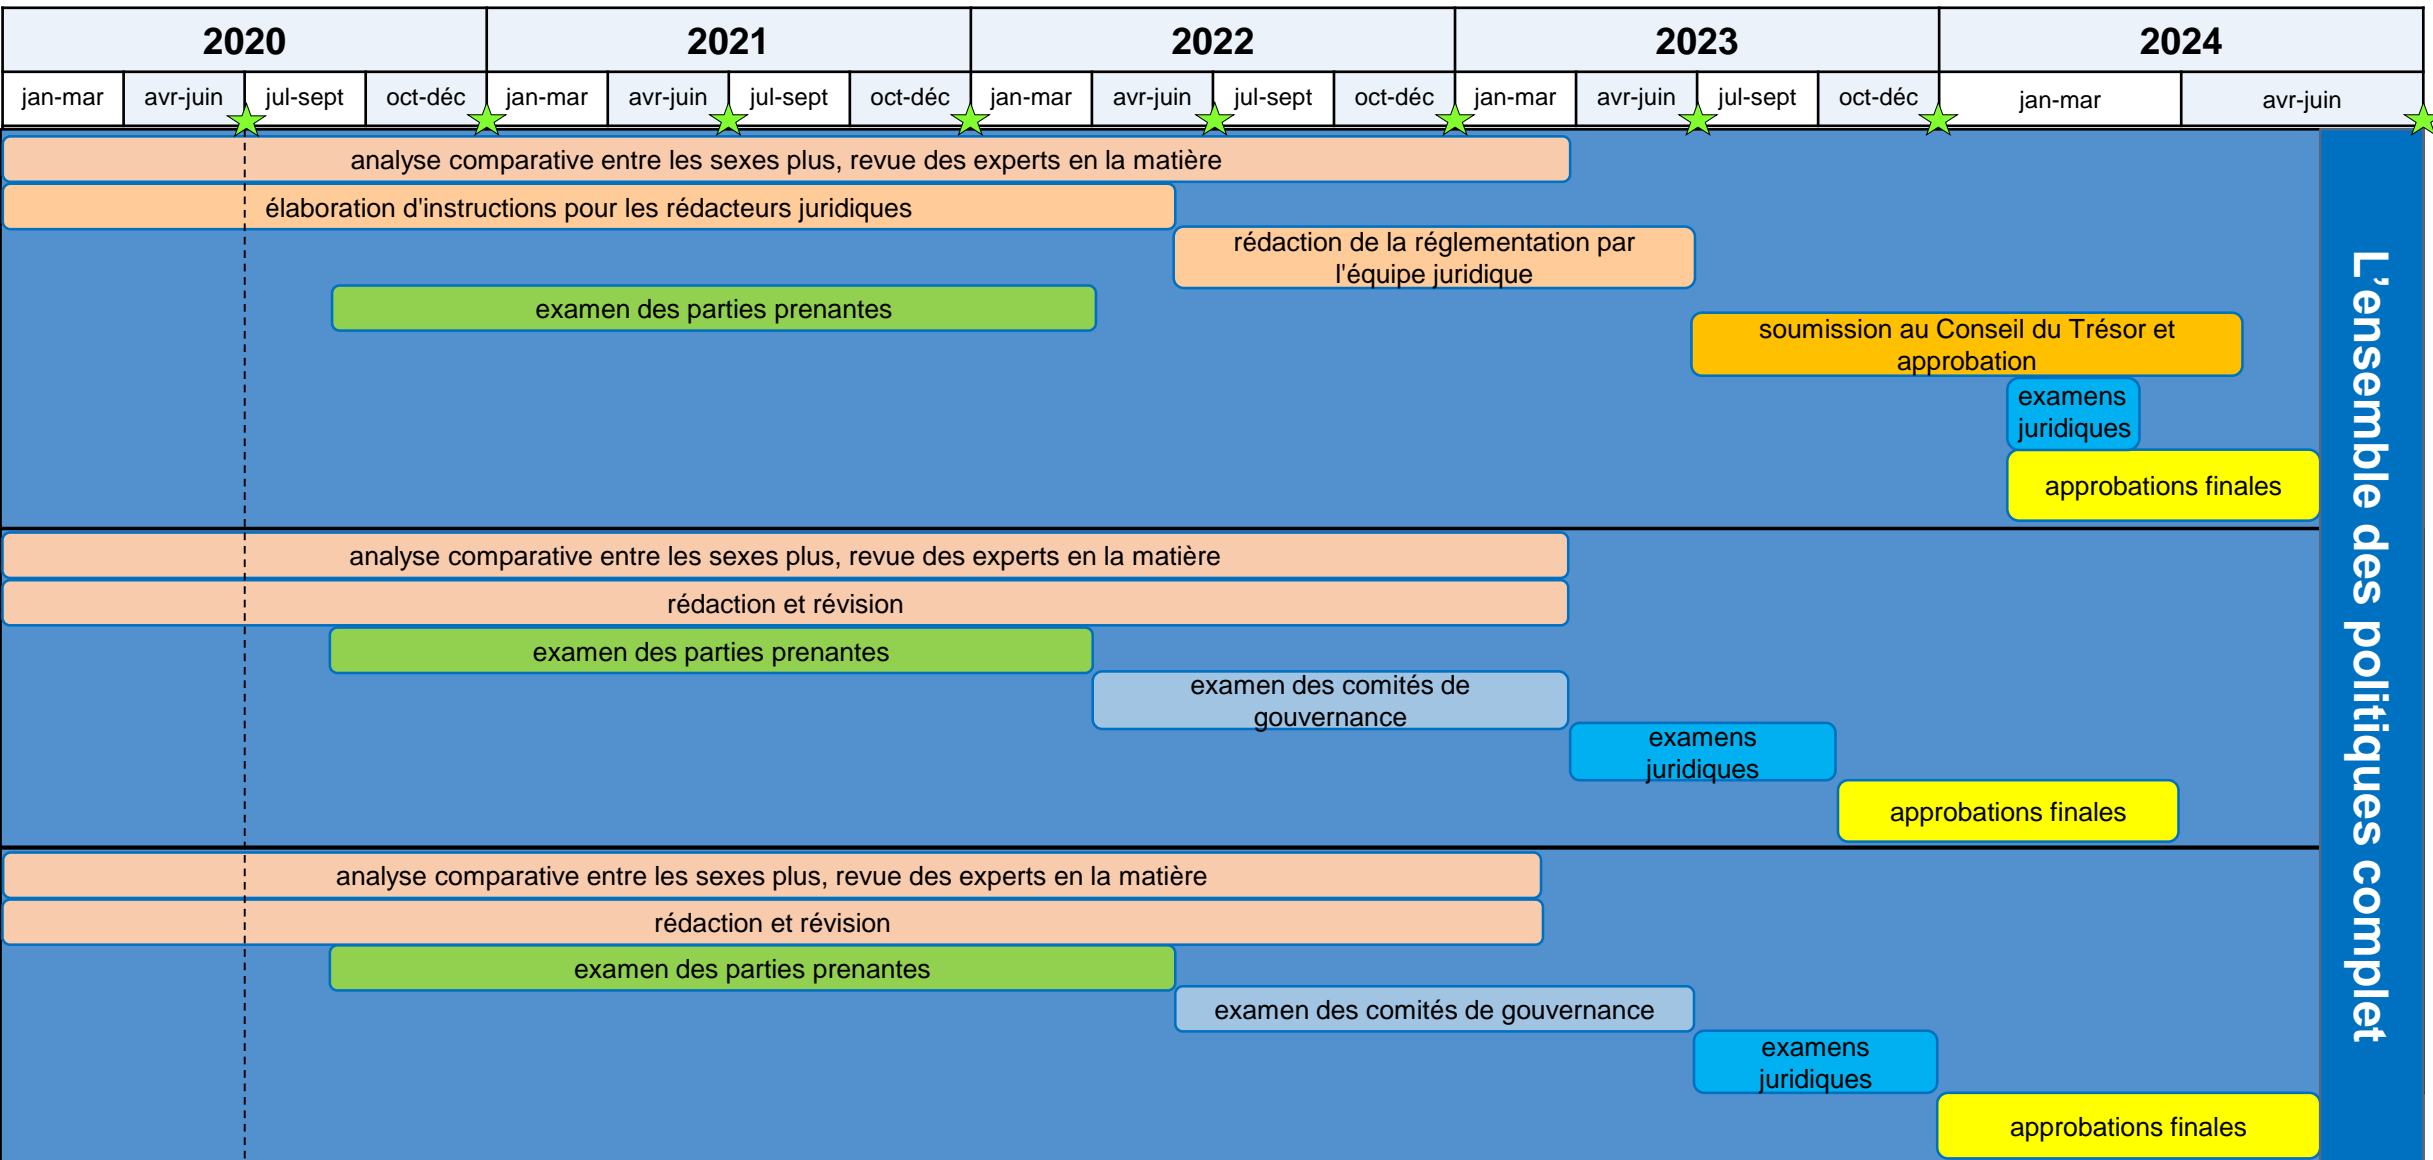 2020 2021 2022 2023 2024
jan-mar avr-juin jul-sept oct-déc jan-mar avr-juin jul-sept oct-déc jan-mar avr-juin jul-sept oct-déc jan-mar avr-juin jul-sept oct-déc jan-mar avr-juin
analyse comparative entre les sexes plus, revue des experts en la matière
élaboration d'instructions pour les rédacteurs juridiques
rédaction de la réglementation par
l'équipe juridique
examen des parties prenantes
soumission au Conseil du Trésor et
approbation
examens
juridiques
approbations finales
analyse comparative entre les sexes plus, revue des experts en la matière
rédaction et révision
examen des parties prenantes
examen des comités de
gouvernance
examens
juridiques
approbations finales
analyse comparative entre les sexes plus, revue des experts en la matière
rédaction et révision
examen des parties prenantes
examen des comités de gouvernance
examens
juridiques
approbations finales
L'ensemble des politiques complet